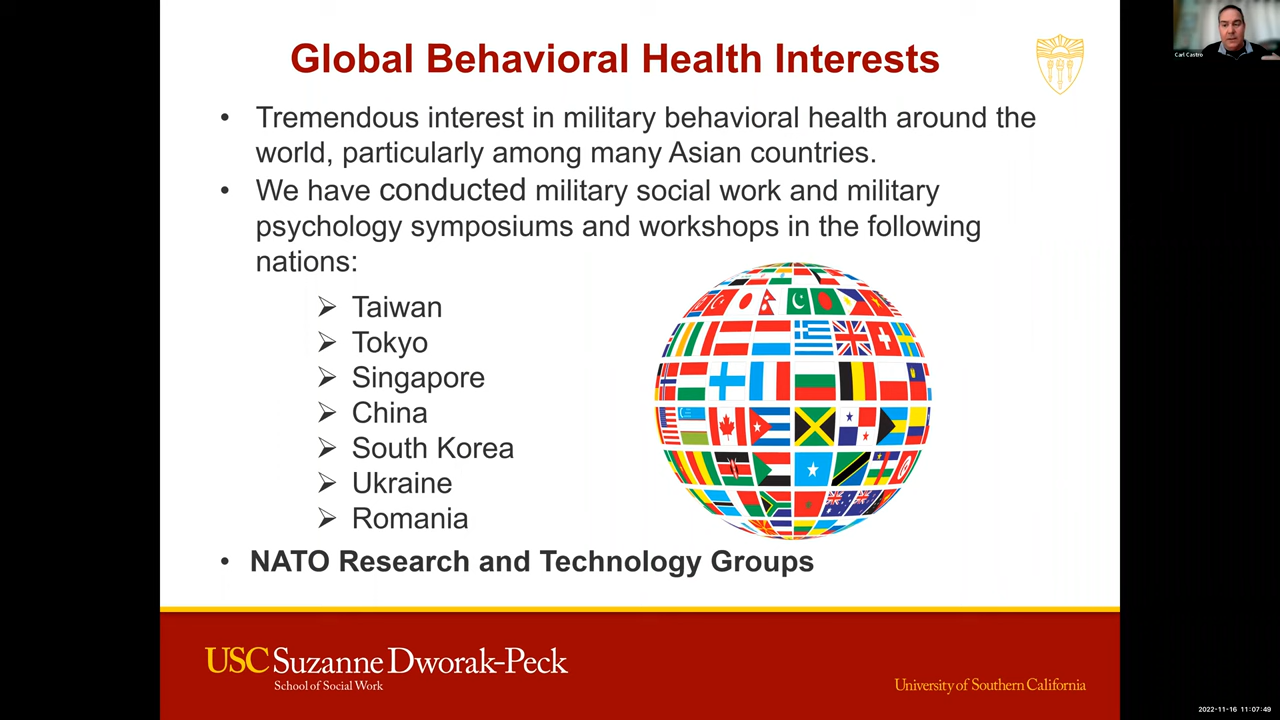 Global Behavioral Health Interests
Carl Castro
• Tremendous interest in military behavioral health around the
world, particularly among many Asian countries.
• We have conducted military social work and military
psychology symposiums and workshops in the following
nations:
➢ Taiwan
➢ Tokyo
➢ Singapore
➢ China
➢ South Korea
➢ Ukraine
➢ Romania
• NATO Research and Technology Groups
USC Suzanne Dworak-Peck
School of Social Work
University of Southern California
2022-11-16 11:07:49